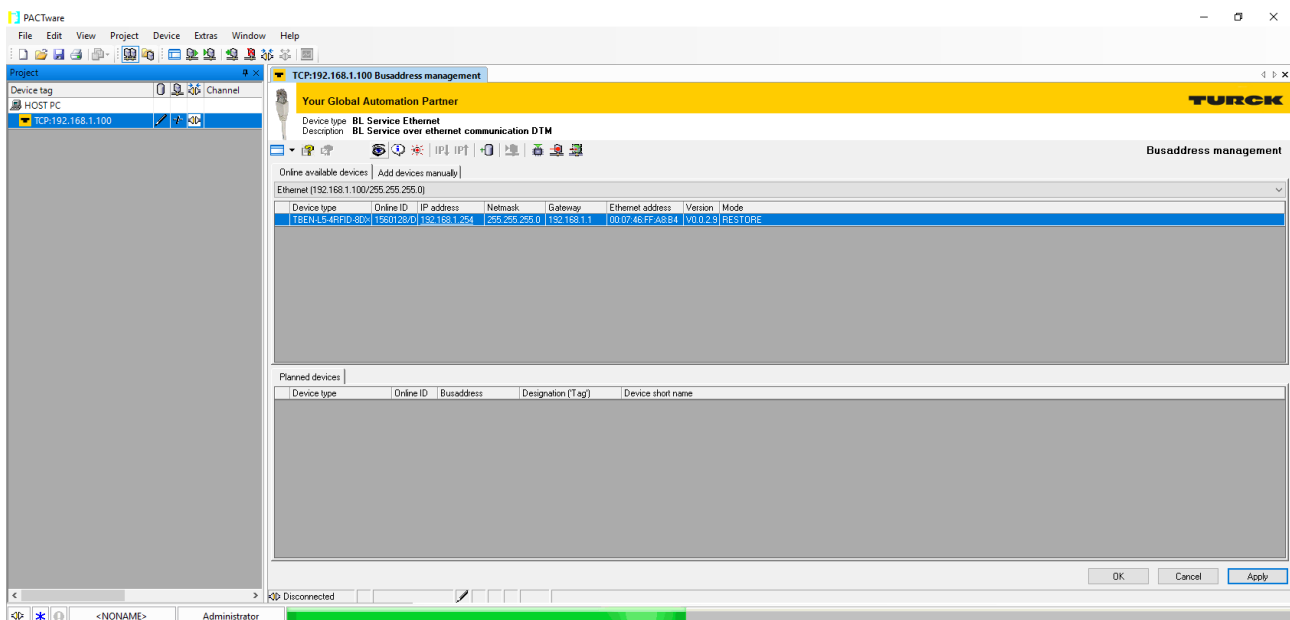 PACTware
File Edit View Project Device Extras Window Help
Project
TCP:192.168.1.100 Busaddress management
Device tag Channel
HOST PC
TCP:192.168.1.100
Your Global Automation Partner
TURCK
Device type BL Service Ethernet
Description BL Service over ethernet communication DTM
Busaddress management
Online available devices Add devices manually
Ethernet (192.168.1.100/255.255.255.0)
Device type Online ID IP address Netmask Gateway Ethernet address Version Mode
TBEN-L5-4RFID-8DX 1560128/D 192.168.1.254 255.255.255.0 192.168.1.1 00:07:46:FF:A8:B4 V0.0.2.9 RESTORE
Planned devices
Device type Online ID Busaddress Designation ('Tag') Device short name
OK Cancel Apply
Disconnected
<NONAME> Administrator